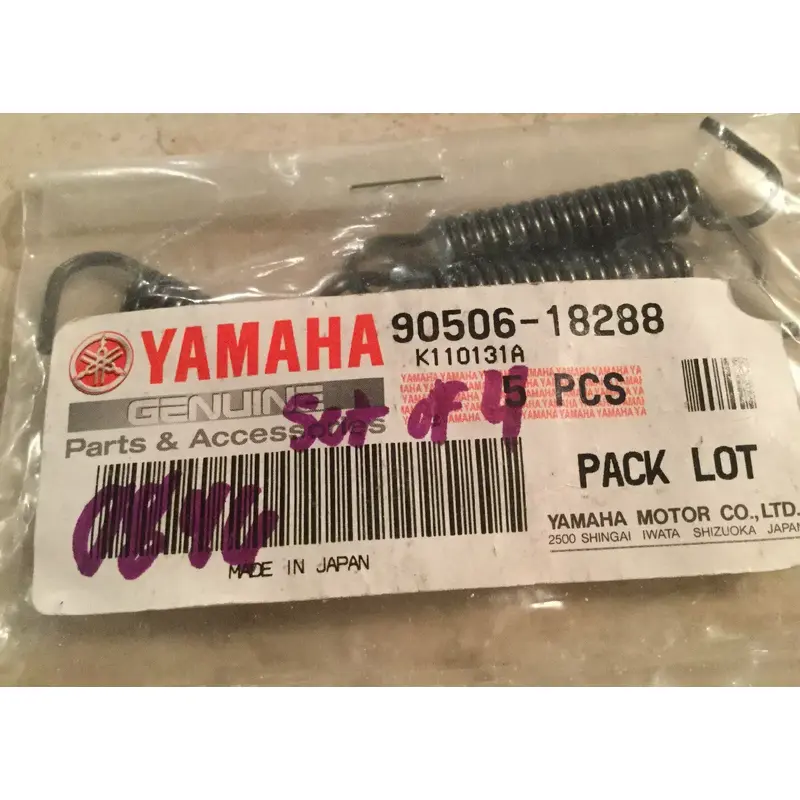 YAMAHA 90506-18288
K110131A
GENUINE 5 PCS
Parts & Accessories
set of 4
PACK LOT
YAMAHA MOTOR CO.,LTD.
2500 SHINGAI IWATA SHIZUOKA JAPAN
MADE IN JAPAN